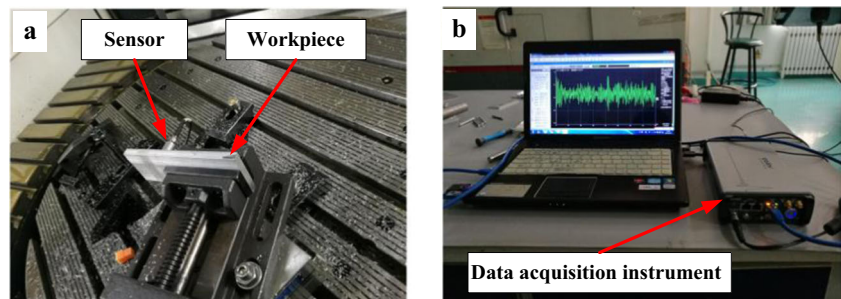 a
Sensor
Workpiece
b
Data acquisition instrument